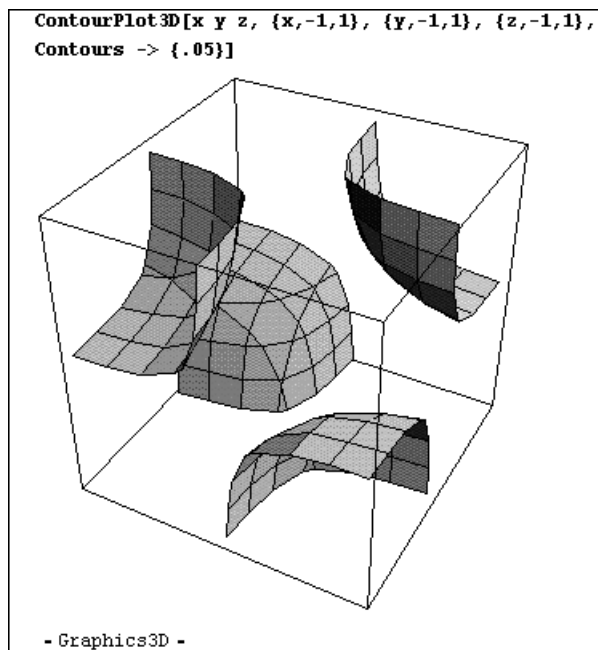 ContourPlot3D[x y z, {x,-1,1}, {y,-1,1}, {z,-1,1},
Contours -> {.05}]
- Graphics3D -